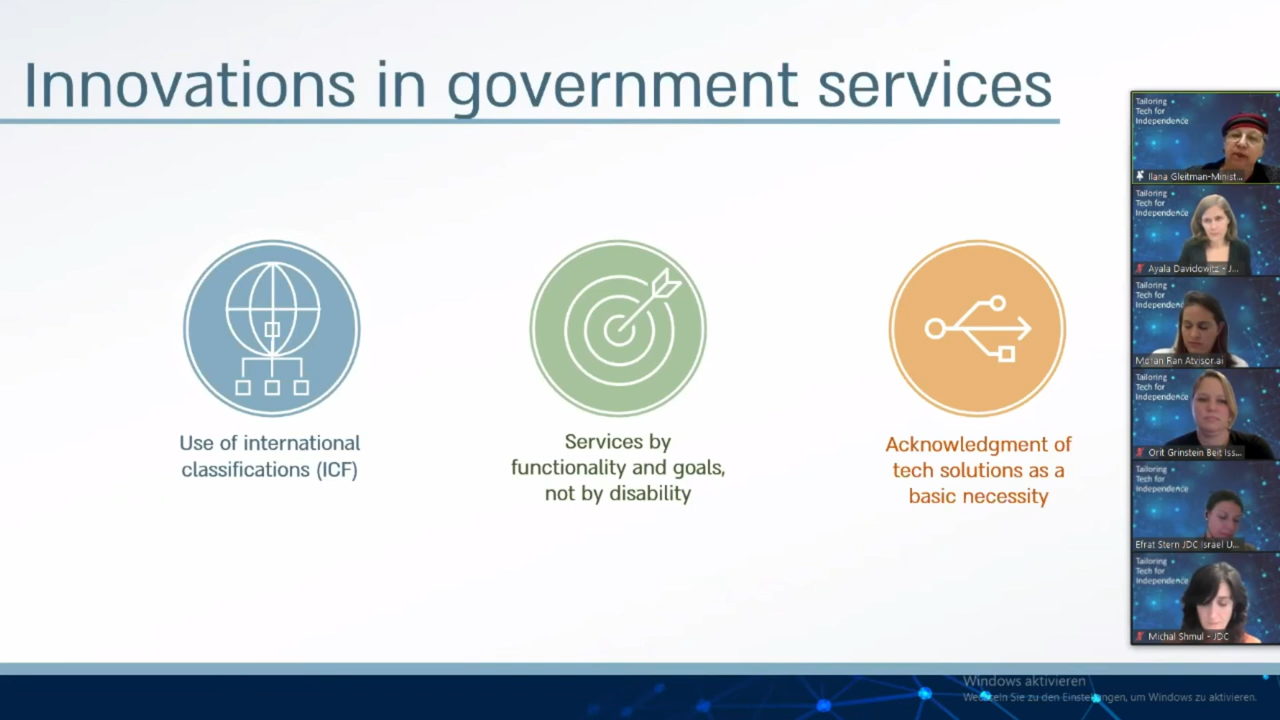 Innovations in government services
Use of international
classifications (ICF)
Services by
functionality and goals,
not by disability
Acknowledgment of
tech solutions as a
basic necessity
Tailoring
Tech for
Independence
Ilana Gleitman-Minist...
Tailoring
Tech for
Independence
Ayala Davidowitz - J...
Tailoring
Tech for
Independence
Moran Ran Atvisor.ai
Tailoring
Tech for
Independence
Orit Grinstein Beit Iss...
Tailoring
Tech for
Independence
Efrat Stern JDC Israel U...
Tailoring
Tech for
Independence
Michal Shmul - JDC
Windows aktivieren
Wechseln Sie zu den Einstellungen, um Windows zu aktivieren.